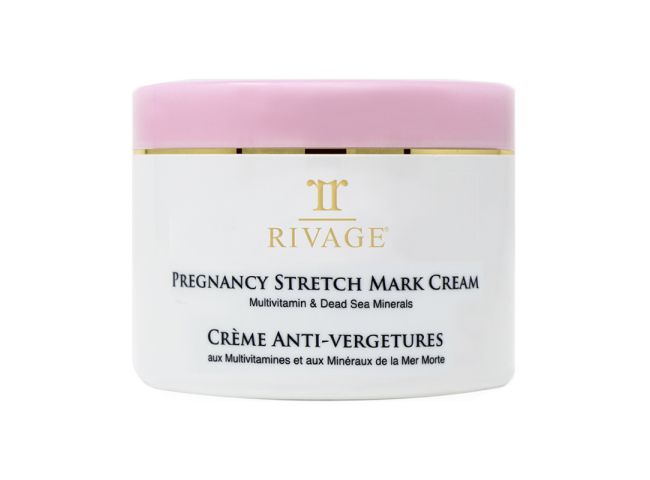 RIVAGE®
PREGNANCY STRETCH MARK CREAM
Multivitamin & Dead Sea Minerals
CRÈME ANTI-VERGETURES
aux Multivitamines et aux Minéraux de la Mer Morte